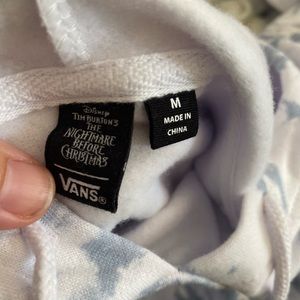 Disney
TIM BURTON'S
THE
NIGHTMARE
BEFORE
CHRISTMAS
VANS®
M
MADE IN
CHINA